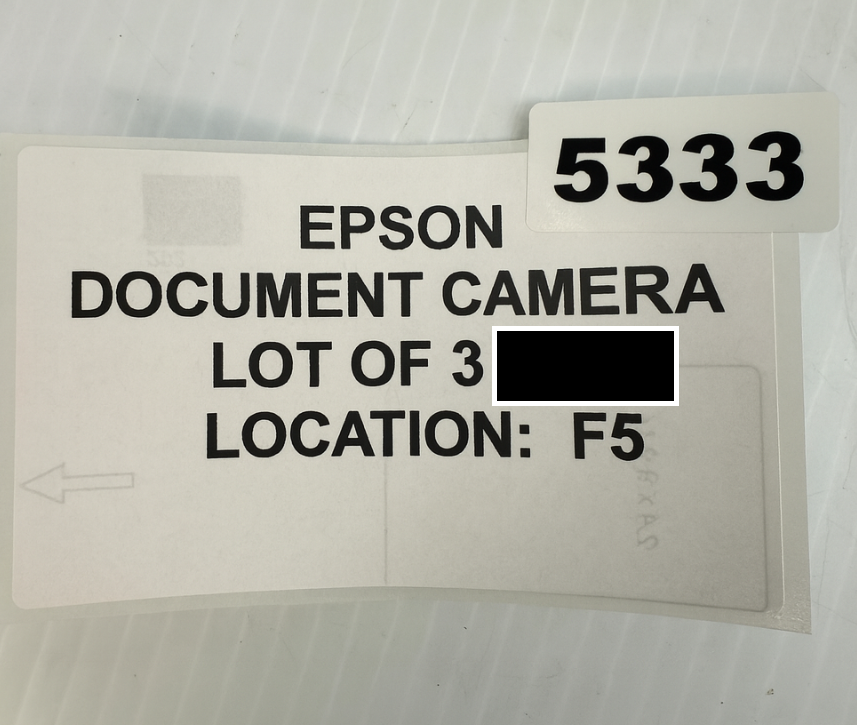 5333
EPSON
DOCUMENT CAMERA
LOT OF 3
LOCATION: F5